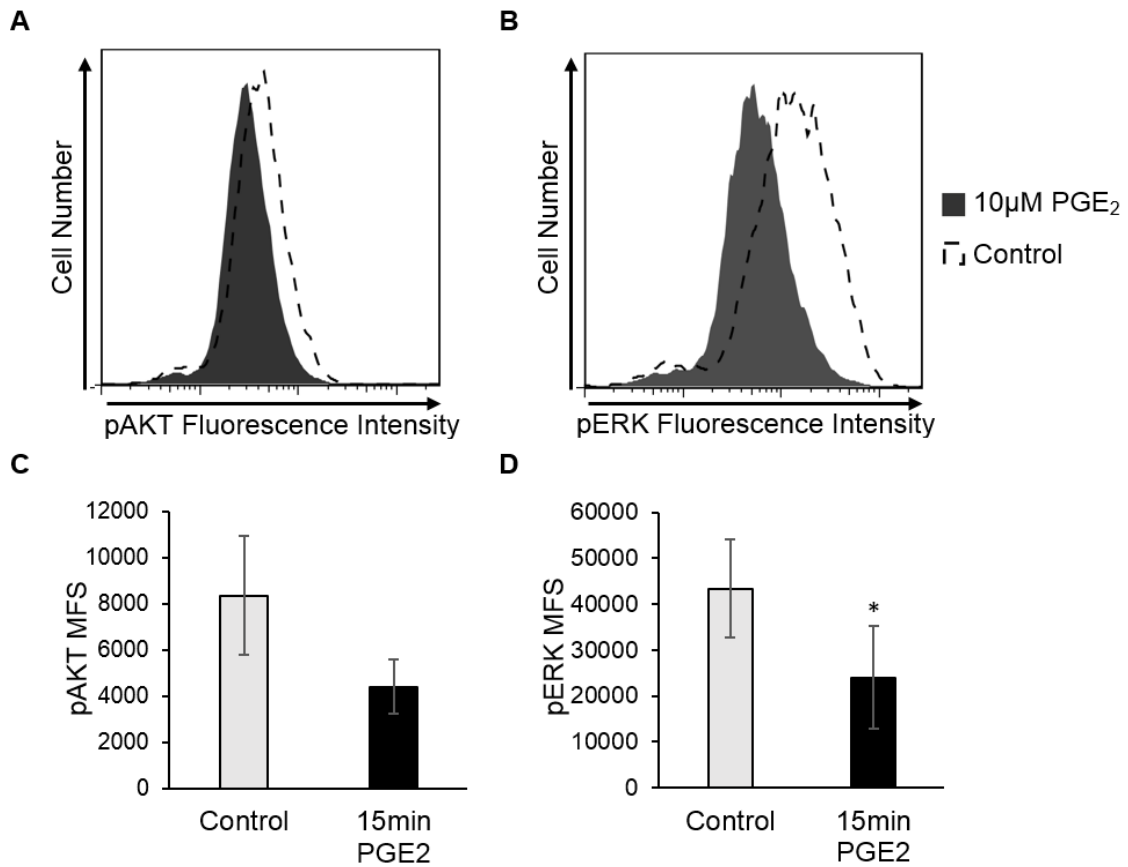 A
Cell Number
pAKT Fluorescence Intensity
B
Cell Number
pERK Fluorescence Intensity
10µM PGE₂
Control
C
pAKT MFS
12000
10000
8000
6000
4000
2000
0
Control
15min
PGE2
D
pERK MFS
60000
50000
40000
30000
20000
10000
0
*
Control
15min
PGE2